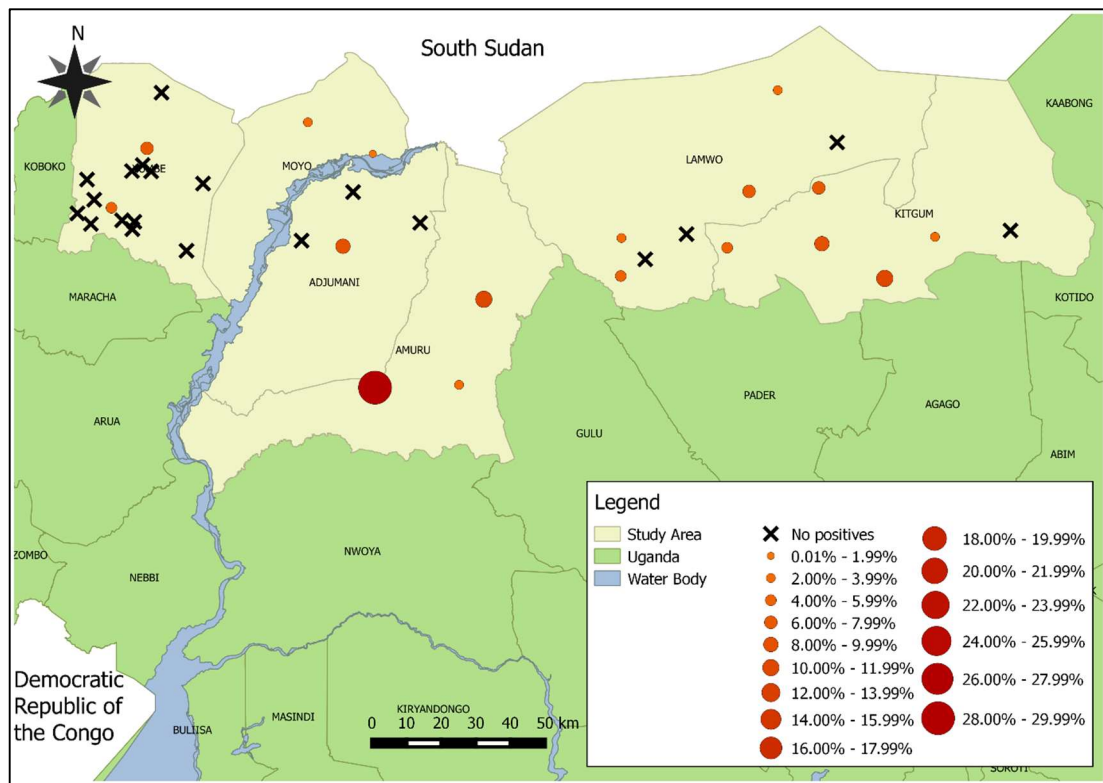 N
South Sudan
KAABONG
KOBOKO
MOYO
LAMWO
KITGUM
ADJUMANI
MARACHA
KOTIDO
AMURU
PADER
AGAGO
ARUA
GULU
ABIM
NWOYA
ZOMBO
NEBBI
Democratic
Republic of
the Congo
BULIISA
MASINDI
KIRYANDONGO
0 10 20 30 40 50 km
Legend
Study Area
Uganda
Water Body
No positives
0.01% - 1.99%
2.00% - 3.99%
4.00% - 5.99%
6.00% - 7.99%
8.00% - 9.99%
10.00% - 11.99%
12.00% - 13.99%
14.00% - 15.99%
16.00% - 17.99%
18.00% - 19.99%
20.00% - 21.99%
22.00% - 23.99%
24.00% - 25.99%
26.00% - 27.99%
28.00% - 29.99%